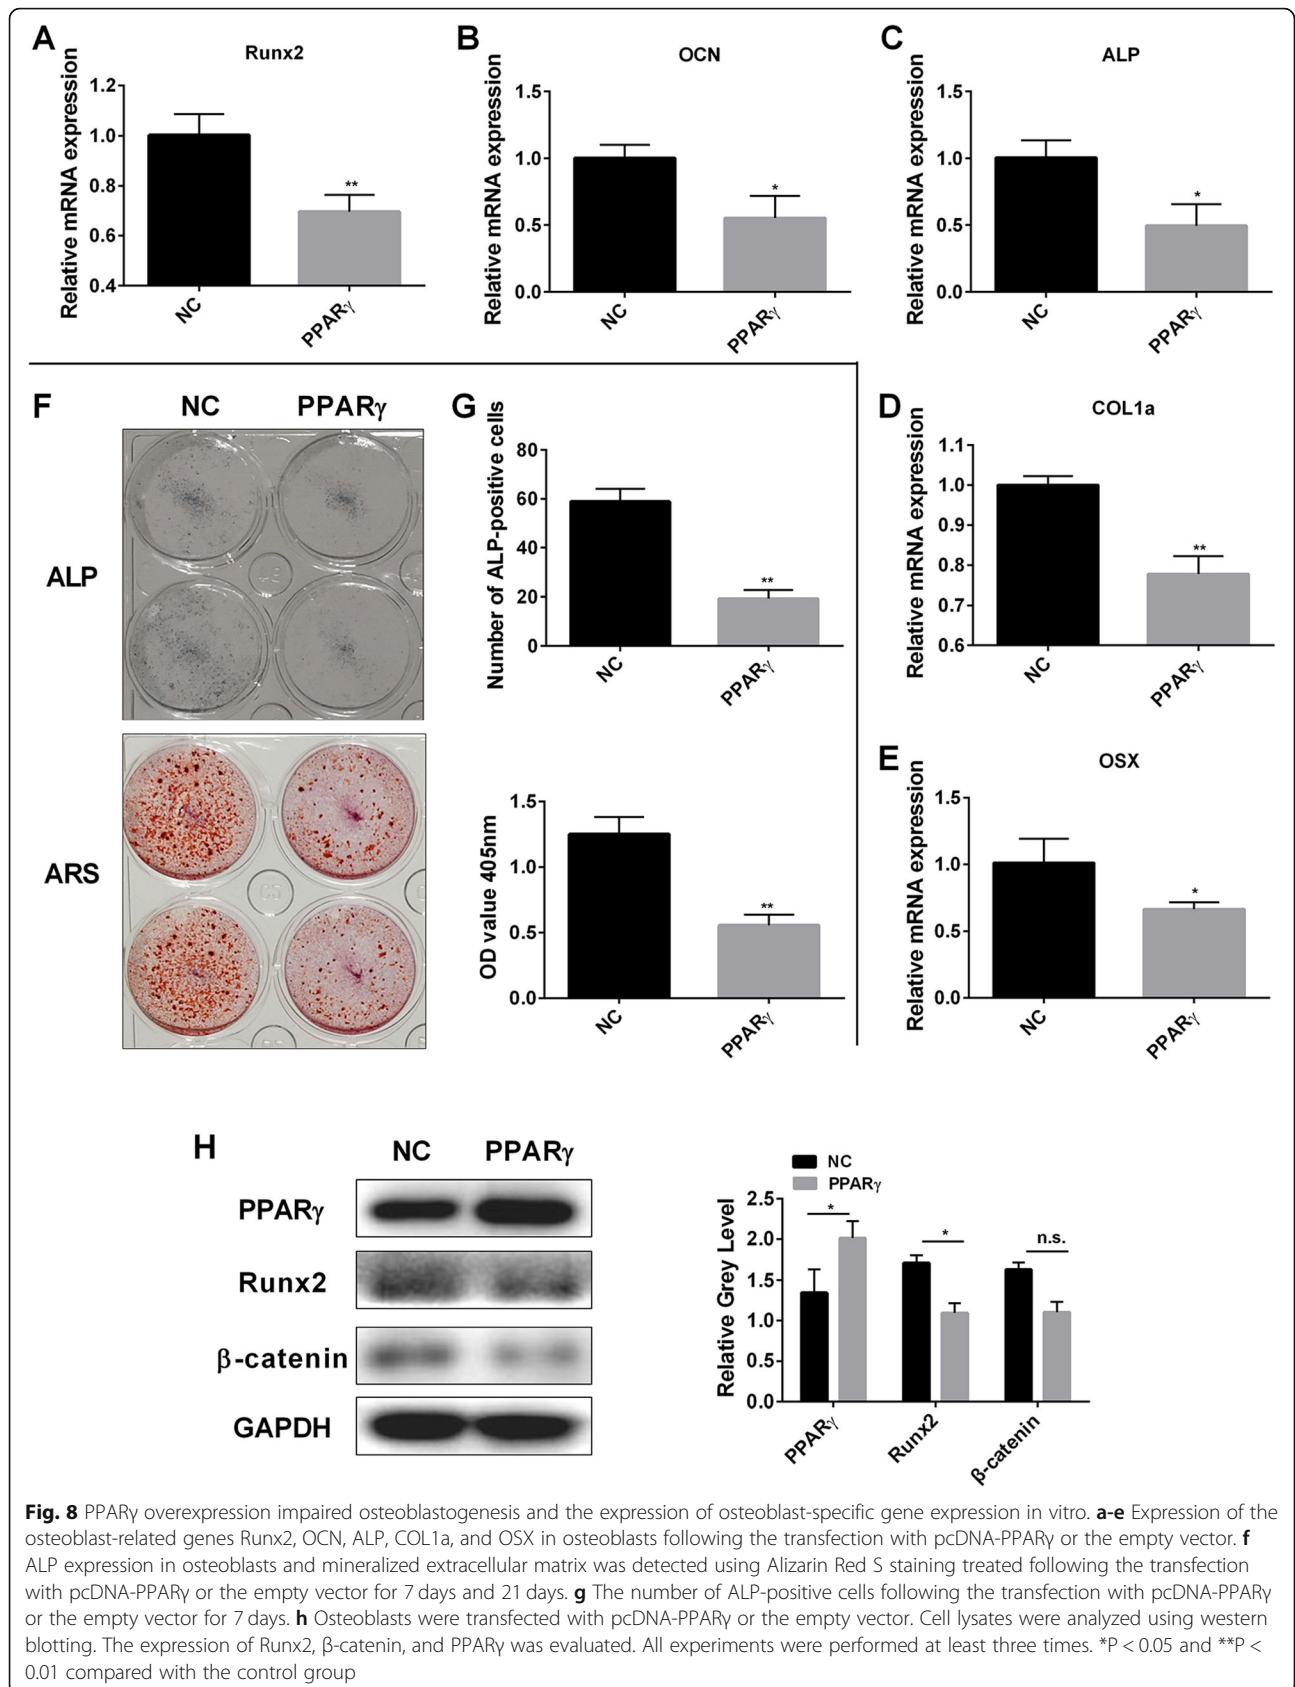 A
Runx2
Relative mRNA expression
1.2
1.0
0.8
0.6
0.4
**
NC
PPARγ
B
OCN
Relative mRNA expression
1.5
1.0
0.5
0.0
*
NC
PPARγ
C
ALP
Relative mRNA expression
1.5
1.0
0.5
0.0
*
NC
PPARγ
F
NC PPARγ
ALP
ARS
G
Number of ALP-positive cells
80
60
40
20
0
**
NC
PPARγ
OD value 405nm
1.5
1.0
0.5
0.0
**
NC
PPARγ
D
COL1a
Relative mRNA expression
1.1
1.0
0.9
0.8
0.7
0.6
**
NC
PPARγ
E
OSX
Relative mRNA expression
1.5
1.0
0.5
0.0
*
NC
PPARγ
H
NC PPARγ
PPARγ
Runx2
β-catenin
GAPDH
NC
PPARγ
Relative Grey Level
2.5
2.0
1.5
1.0
0.5
0.0
*
*
n.s.
PPARγ
Runx2
β-catenin
Fig. 8 PPARγ overexpression impaired osteoblastogenesis and the expression of osteoblast-specific gene expression in vitro. a-e Expression of the
osteoblast-related genes Runx2, OCN, ALP, COL1a, and OSX in osteoblasts following the transfection with pcDNA-PPARγ or the empty vector. f
ALP expression in osteoblasts and mineralized extracellular matrix was detected using Alizarin Red S staining treated following the transfection
with pcDNA-PPARγ or the empty vector for 7 days and 21 days. g The number of ALP-positive cells following the transfection with pcDNA-PPARγ
or the empty vector for 7 days. h Osteoblasts were transfected with pcDNA-PPARγ or the empty vector. Cell lysates were analyzed using western
blotting. The expression of Runx2, β-catenin, and PPARγ was evaluated. All experiments were performed at least three times. *P < 0.05 and **P <
0.01 compared with the control group